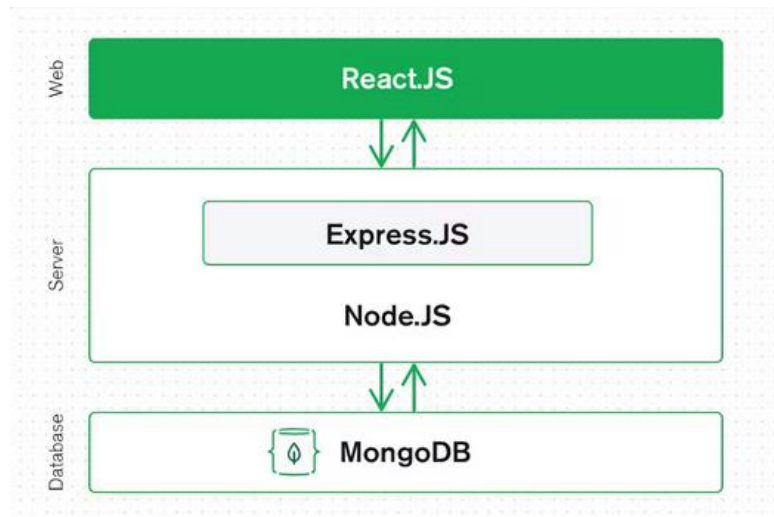 Web
React.JS
Server
Express.JS
Node.JS
Database
MongoDB